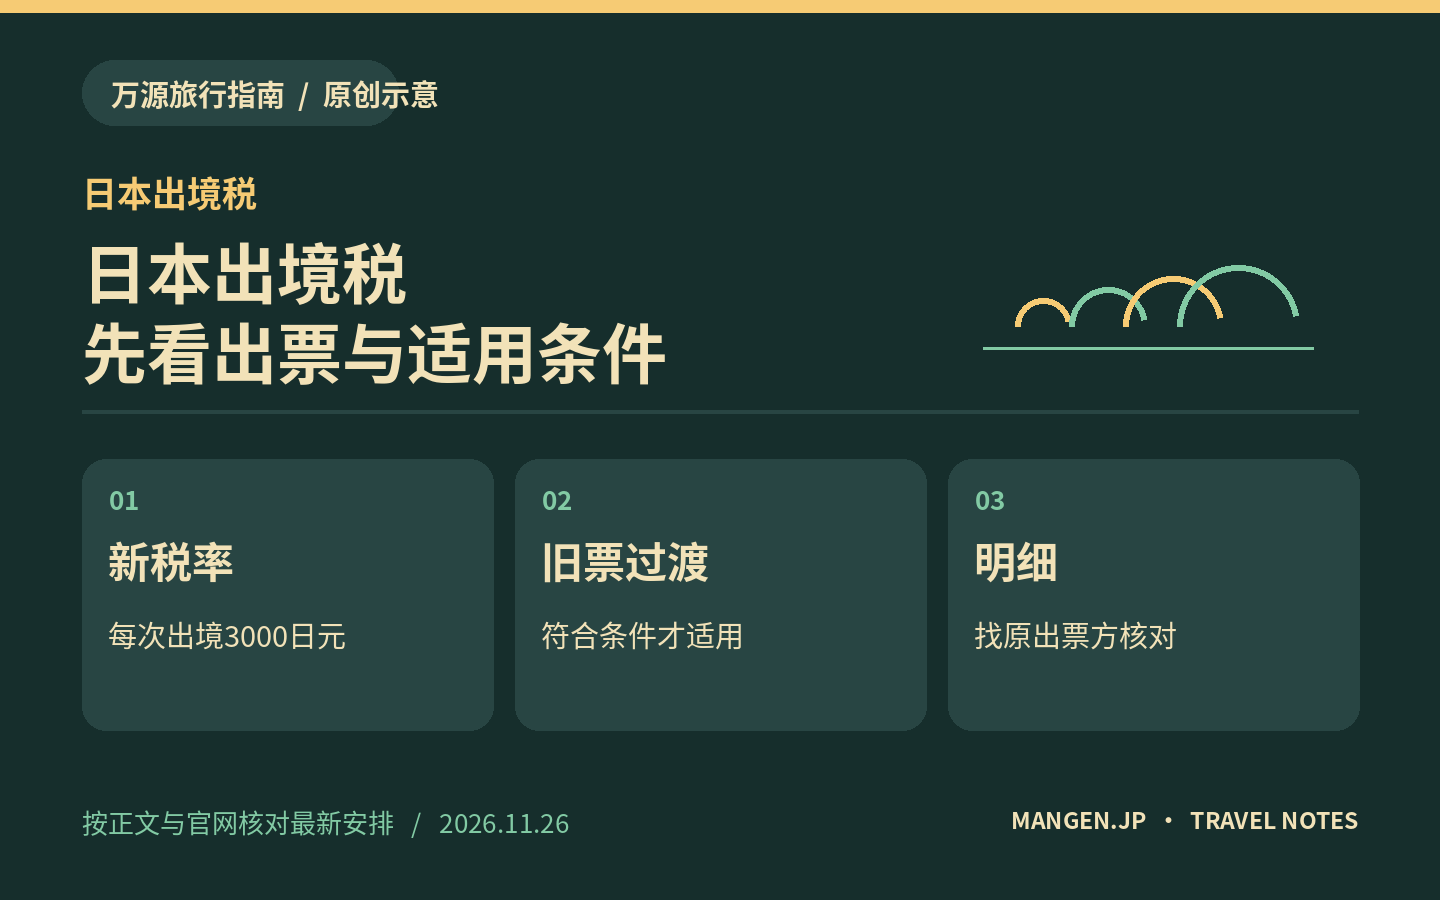 万源旅行指南 / 原创示意
日本出境税
日本出境税
先看出票与适用条件
01
新税率
每次出境3000日元
02
旧票过渡
符合条件才适用
03
明细
找原出票方核对
按正文与官网核对最新安排 / 2026.11.26
MANGEN.JP · TRAVEL NOTES